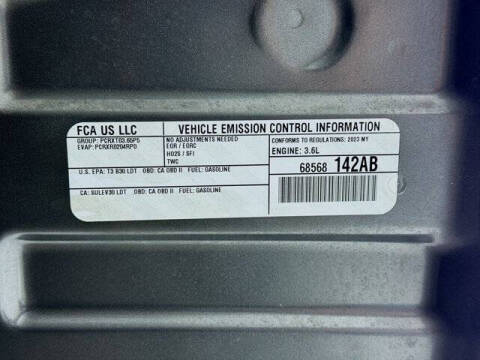 FCA US LLC
VEHICLE EMISSION CONTROL INFORMATION
GROUP: PCRXT03.65P5
EVAP: PCRXR0204RP0
NO ADJUSTMENTS NEEDED
EGR / EGRC
HO2S / SFI
TWC
CONFORMS TO REGULATIONS: 2023 MY
ENGINE: 3.6L
68568 142AB
U.S. EPA: T3 B30 LDT OBD: CA OBD II FUEL: GASOLINE
CA: SULEV30 LDT OBD: CA OBD II FUEL: GASOLINE